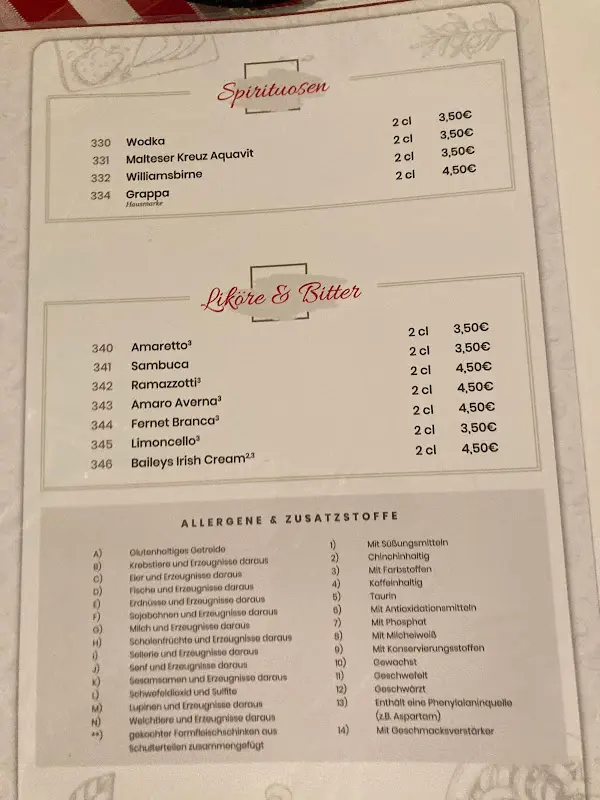 Spirituosen
330 Wodka 2 cl 3,50€
331 Malteser Kreuz Aquavit 2 cl 3,50€
332 Williamsbirne 2 cl 3,50€
334 Grappa 2 cl 4,50€
Hausmarke
Liköre & Bitter
340 Amaretto³ 2 cl 3,50€
341 Sambuca 2 cl 3,50€
342 Ramazzotti³ 2 cl 4,50€
343 Amaro Averna³ 2 cl 4,50€
344 Fernet Branca³ 2 cl 4,50€
345 Limoncello³ 2 cl 3,50€
346 Baileys Irish Cream²,³ 2 cl 4,50€
ALLERGENE & ZUSATZSTOFFE
A) Glutenhaltiges Getreide
B) Krebstiere und Erzeugnisse daraus
C) Eier und Erzeugnisse daraus
D) Fische und Erzeugnisse daraus
E) Erdnüsse und Erzeugnisse daraus
F) Sojabohnen und Erzeugnisse daraus
G) Milch und Erzeugnisse daraus
H) Schalenfrüchte und Erzeugnisse daraus
I) Sellerie und Erzeugnisse daraus
J) Senf und Erzeugnisse daraus
K) Sesamsamen und Erzeugnisse daraus
L) Schwefeldioxid und Sulfite
M) Lupinen und Erzeugnisse daraus
N) Weichtiere und Erzeugnisse daraus
**) gekochter Formfleischschinken aus
Schulterteilen zusammengefügt
1) Mit Süßungsmitteln
2) Chinchinhaltig
3) Mit Farbstoffen
4) Koffeinhaltig
5) Taurin
6) Mit Antioxidationsmitteln
7) Mit Phosphat
8) Mit Milcheiweiß
9) Mit Konservierungsstoffen
10) Gewachst
11) Geschwefelt
12) Geschwärzt
13) Enthält eine Phenylalaninquelle
(z.B. Aspartam)
14) Mit Geschmacksverstärker